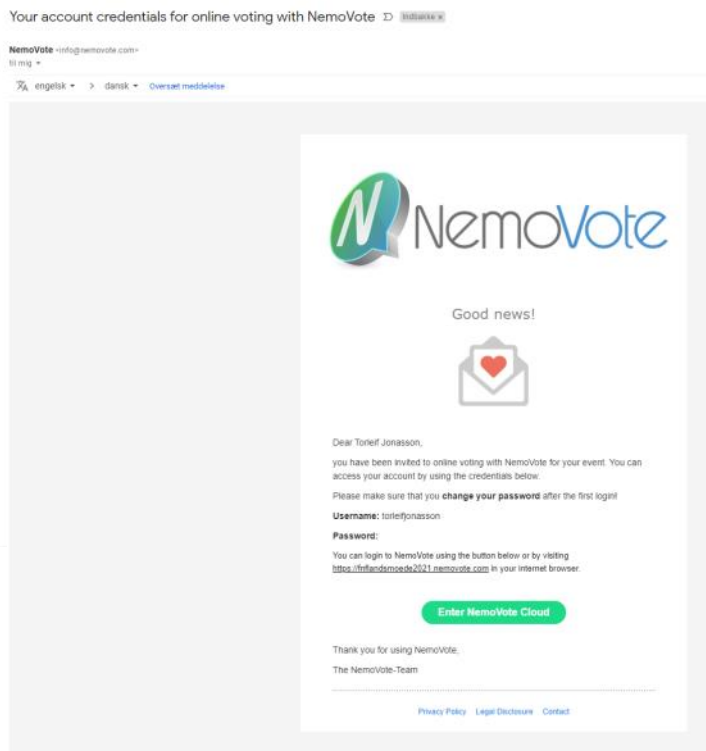 Your account credentials for online voting with NemoVote Indbakke x
NemoVote <info@nemovote.com>
til mig
engelsk > dansk Oversæt meddelelse
N NemoVote
Good news!
Dear Torleif Jonasson,
you have been invited to online voting with NemoVote for your event. You can
access your account by using the credentials below.
Please make sure that you change your password after the first login!
Username: torleifjonasson
Password:
You can login to NemoVote using the button below or by visiting
https://fnflandsmoede2021.nemovote.com in your internet browser.
Enter NemoVote Cloud
Thank you for using NemoVote.
The NemoVote-Team
Privacy Policy Legal Disclosure Contact